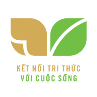 KẾT NỐI TRI THỨC
VỚI CUỘC SỐNG